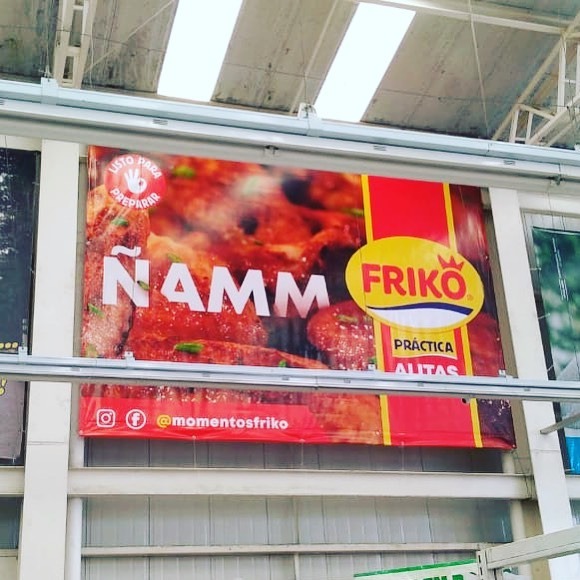 LISTO PARA
PREPARAR
ÑAMM
FRIKO
PRÁCTICA
ALITAS
@momentosfriko